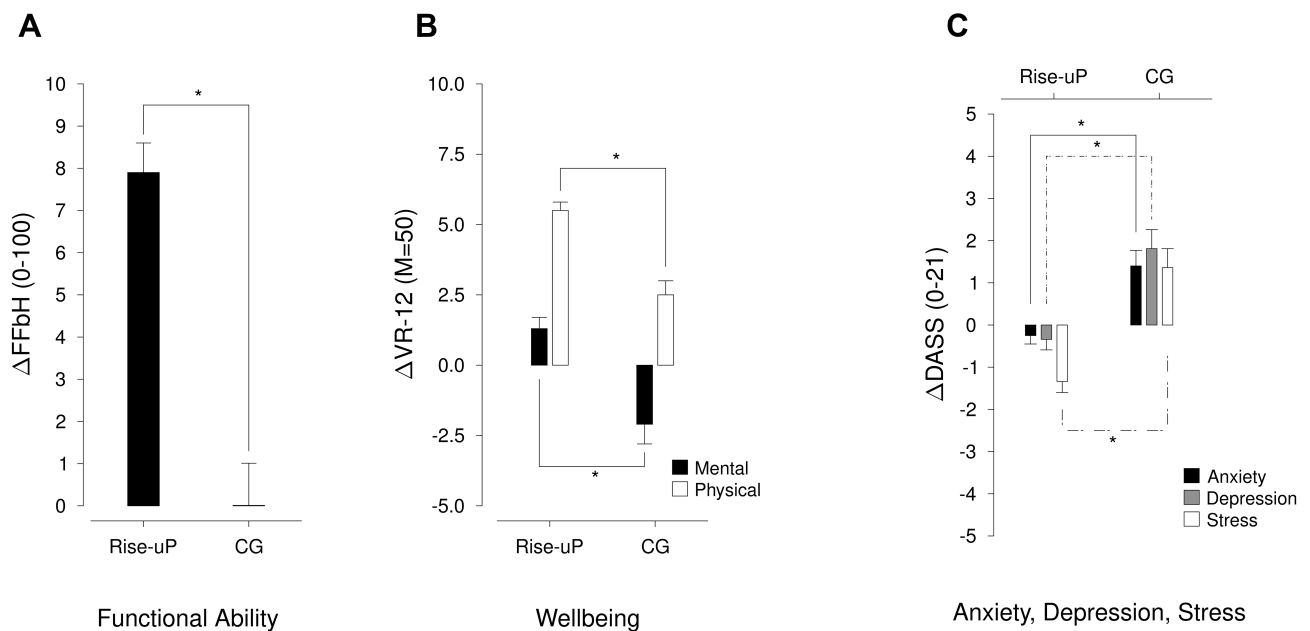 A
10
9
8
7
6
5
4
3
2
1
0
ΔFFbH (0-100)
*
Rise-uP
CG
Functional Ability
B
10.0
7.5
5.0
2.5
0.0
-2.5
-5.0
ΔVR-12 (M=50)
*
*
Mental
Physical
Rise-uP
CG
Wellbeing
C
Rise-uP
CG
5
4
3
2
1
0
-1
-2
-3
-4
-5
ΔDASS (0-21)
*
*
*
Anxiety
Depression
Stress
Anxiety, Depression, Stress